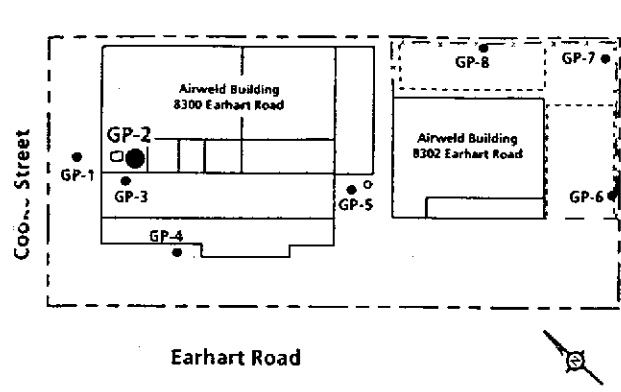 GP-8
GP-7
Airweld Building
8300 Earhart Road
GP-2
Airweld Building
8302 Earhart Road
GP-1
GP-3
GP-5
GP-6
GP-4
Street
Earhart Road